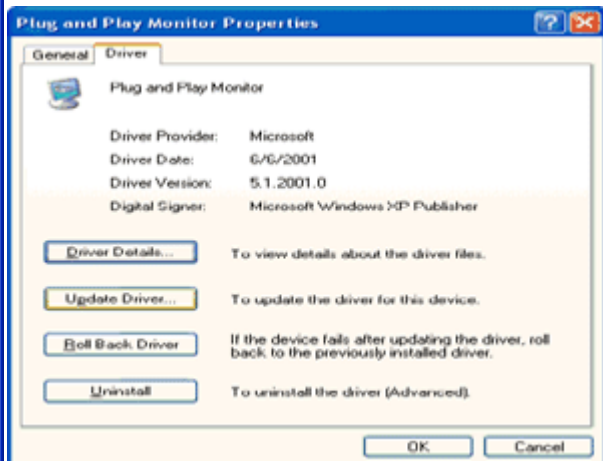 Plug and Play Monitor Properties
General Driver
Plug and Play Monitor
Driver Provider: Microsoft
Driver Date: 6/6/2001
Driver Version: 5.1.2001.0
Digital Signer: Microsoft Windows XP Publisher
Driver Details... To view details about the driver files.
Update Driver... To update the driver for this device.
Roll Back Driver If the device fails after updating the driver, roll
back to the previously installed driver.
Uninstall To uninstall the driver (Advanced).
OK Cancel